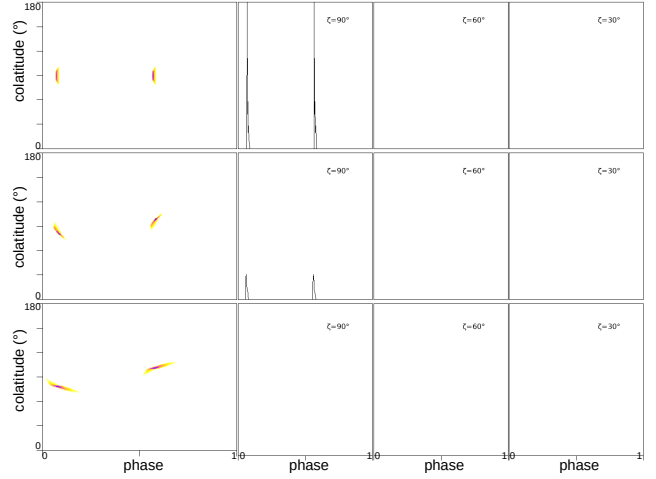 180
colatitude (°)
0
ζ=90°
ζ=60°
ζ=30°
180
colatitude (°)
0
ζ=90°
ζ=60°
ζ=30°
180
colatitude (°)
0
ζ=90°
ζ=60°
ζ=30°
0 1 0 1 0 1 0 1
phase phase phase phase